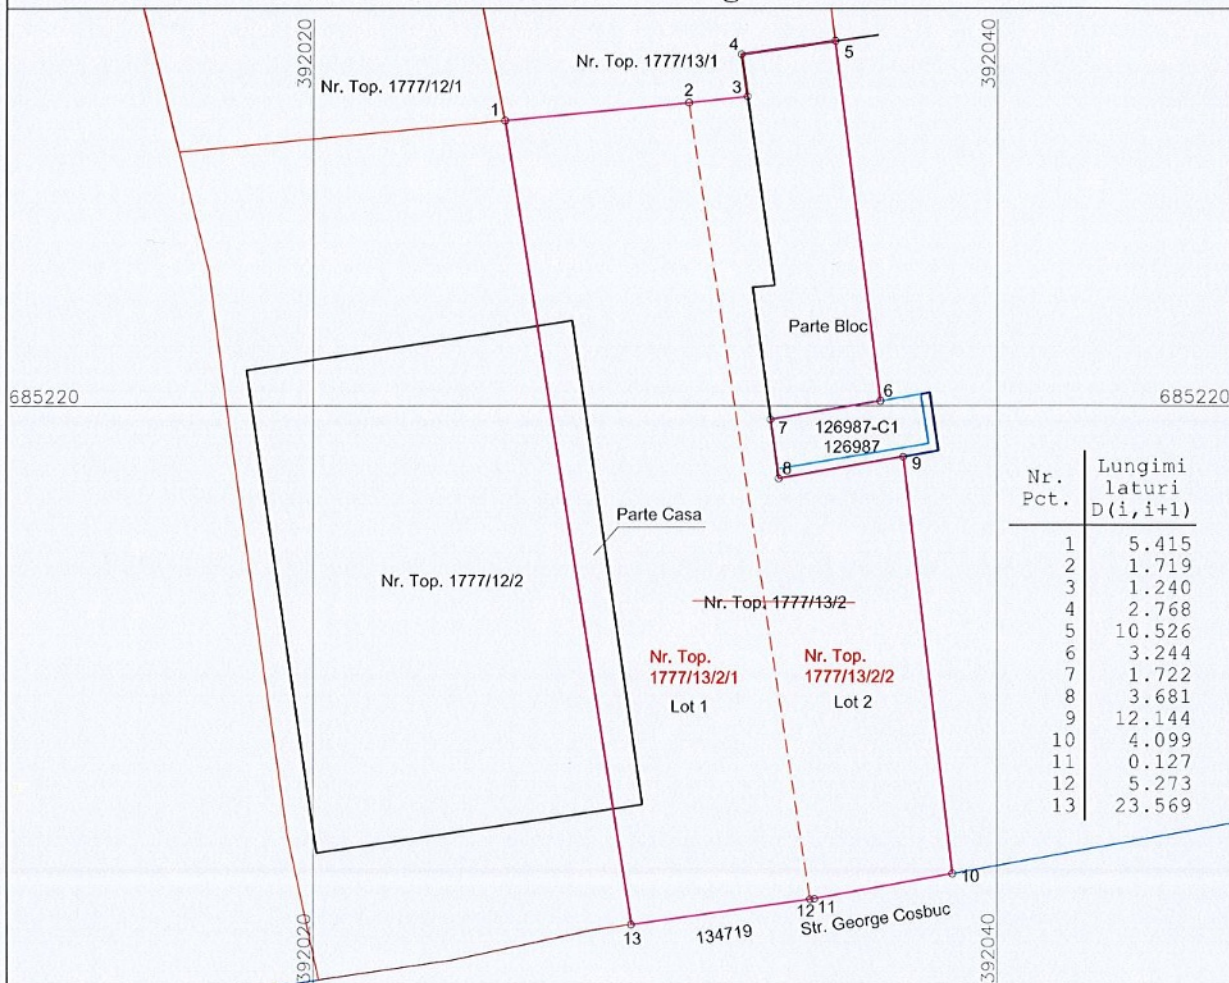 392020
392040
Nr. Top. 1777/12/1
Nr. Top. 1777/13/1
1
2
3
4
5
Parte Bloc
685220
685220
6
7
126987-C1
126987
8
9
Parte Casa
Nr. Top. 1777/12/2
Nr. Top. 1777/13/2
Nr. Top.
1777/13/2/1
Lot 1
Nr. Top.
1777/13/2/2
Lot 2
Nr. Pct. Lungimi laturi D(i,i+1)
1 5.415
2 1.719
3 1.240
4 2.768
5 10.526
6 3.244
7 1.722
8 3.681
9 12.144
10 4.099
11 0.127
12 5.273
13 23.569
10
12 11
13
134719
Str. George Cosbuc
392020
392040